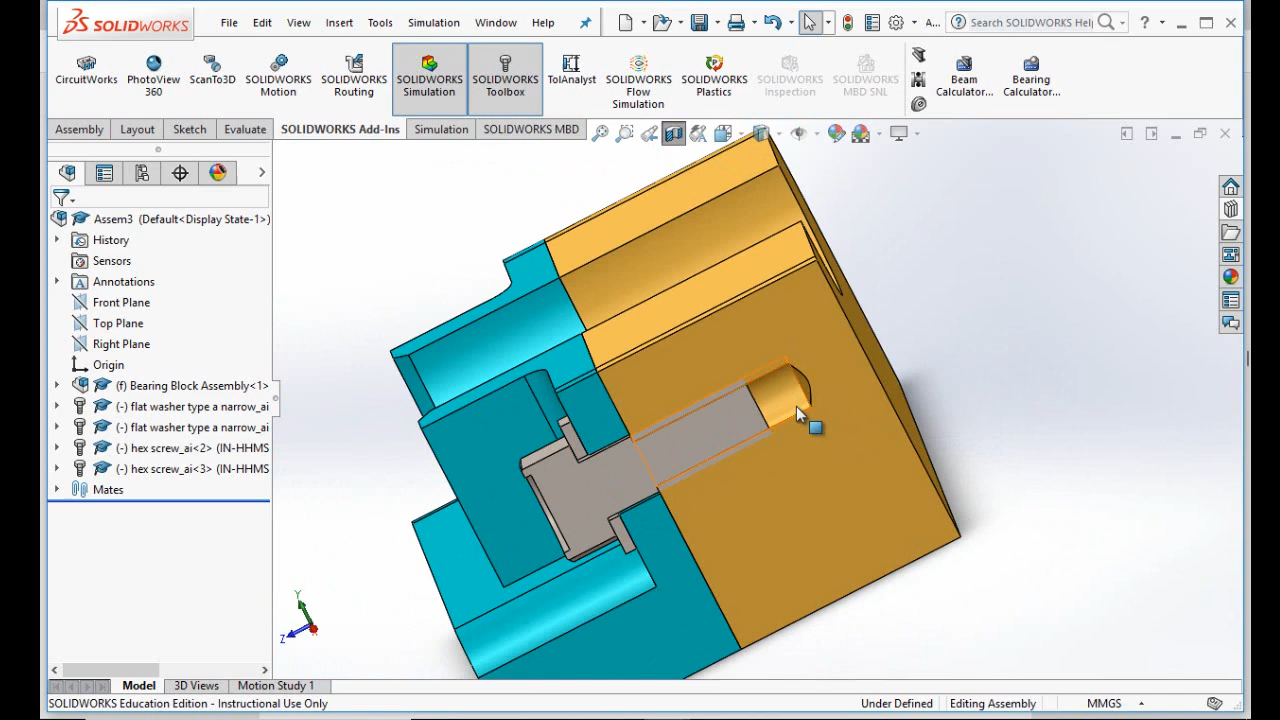 SOLIDWORKS File Edit View Insert Tools Simulation Window Help A... Search SOLIDWORKS Help ?
CircuitWorks PhotoView 360 ScanTo3D SOLIDWORKS Motion SOLIDWORKS Routing SOLIDWORKS Simulation SOLIDWORKS Toolbox TolAnalyst SOLIDWORKS Flow Simulation SOLIDWORKS Plastics SOLIDWORKS Inspection SOLIDWORKS MBD SNL Beam Calculator... Bearing Calculator...
Assembly Layout Sketch Evaluate SOLIDWORKS Add-Ins Simulation SOLIDWORKS MBD
Assem3 (Default<Display State-1>)
History
Sensors
A Annotations
Front Plane
Top Plane
Right Plane
Origin
(f) Bearing Block Assembly<1>
(-) flat washer type a narrow_ai
(-) flat washer type a narrow_ai
(-) hex screw_ai<2> (IN-HHMS
(-) hex screw_ai<3> (IN-HHMS
Mates
Y
Z
Model 3D Views Motion Study 1
SOLIDWORKS Education Edition - Instructional Use Only Under Defined Editing Assembly MMGS